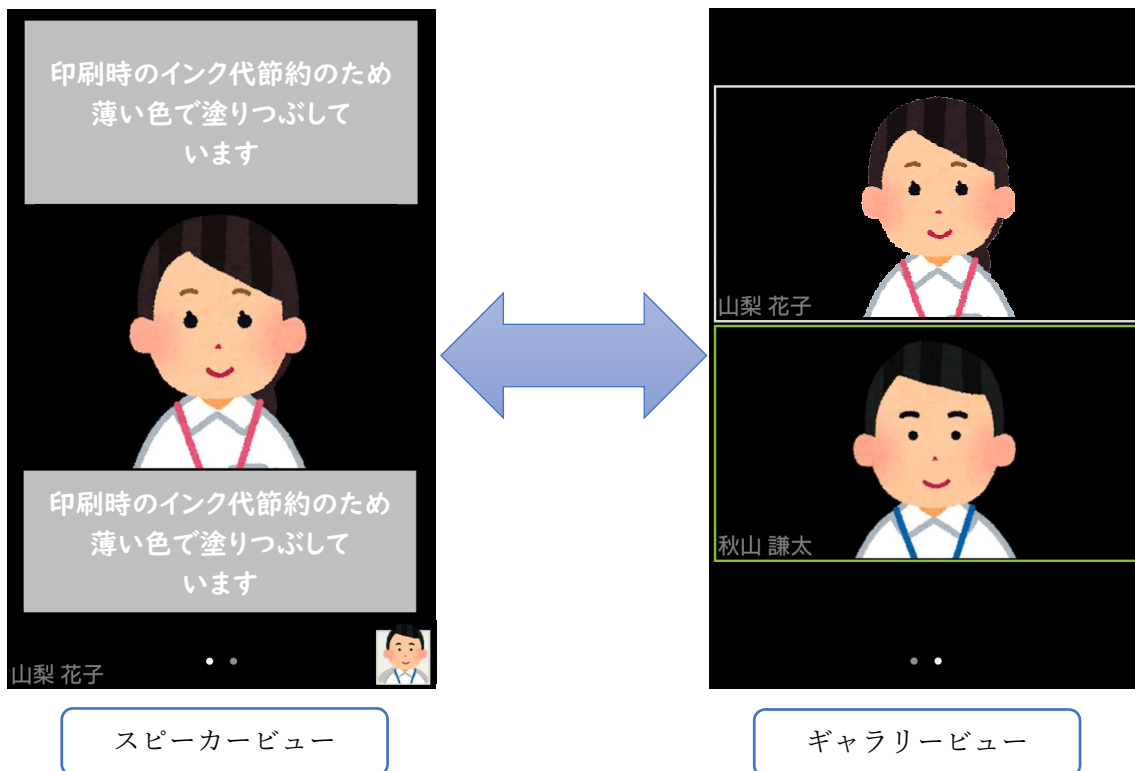 印刷時のインク代節約のため
薄い色で塗りつぶして
います
印刷時のインク代節約のため
薄い色で塗りつぶして
います
山梨 花子
スピーカービュー
山梨 花子
秋山 謙太
ギャラリービュー